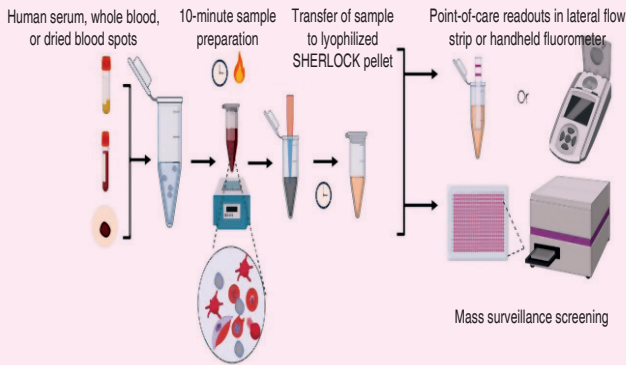 Human serum, whole blood,
or dried blood spots
10-minute sample
preparation
Transfer of sample
to lyophilized
SHERLOCK pellet
Point-of-care readouts in lateral flow
strip or handheld fluorometer
Or
Mass surveillance screening